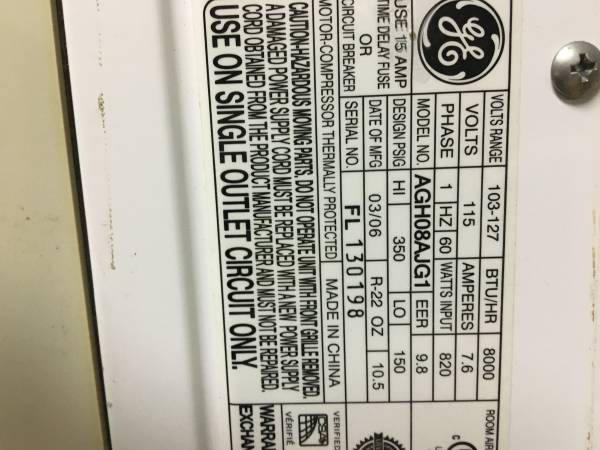 GE
VOLTS RANGE 103-127 BTU/HR 8000
VOLTS 115 AMPERES 7.6
PHASE 1 HZ 60 WATTS INPUT 820
MODEL NO. AGH08AJG1 EER 9.8
USE 15 AMP
TIME DELAY FUSE
OR
CIRCUIT BREAKER
DESIGN PSIG HI 350 LO 150
DATE OF MFG 03/06 R-22 OZ 10.5
SERIAL NO. FL 130198
MOTOR-COMPRESSOR THERMALLY PROTECTED MADE IN CHINA
CAUTION-HAZARDOUS MOVING PARTS. DO NOT OPERATE UNIT WITH FRONT GRILLE REMOVED.
A DAMAGED POWER SUPPLY CORD MUST BE REPLACED WITH A NEW POWER SUPPLY
CORD OBTAINED FROM THE PRODUCT MANUFACTURER AND MUST NOT BE REPAIRED.
USE ON SINGLE OUTLET CIRCUIT ONLY.
ROOM AIR
C
VERIFIED
VÉRIFIÉ